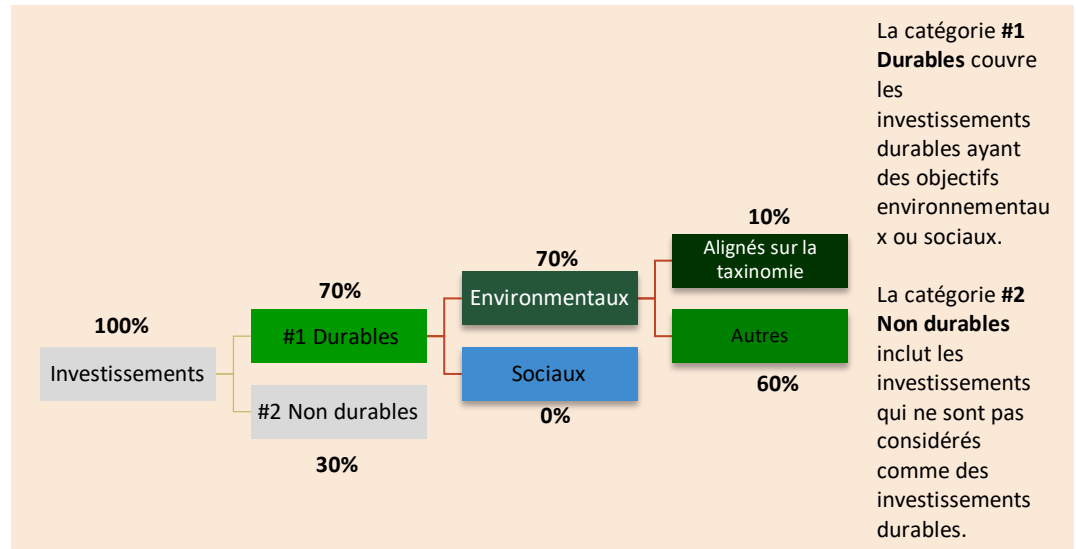 100%
Investissements
70%
#1 Durables
#2 Non durables
30%
70%
Environmentaux
Sociaux
0%
10%
Alignés sur la
taxinomie
Autres
60%
La catégorie #1
Durables couvre
les
investissements
durables ayant
des objectifs
environnementau
x ou sociaux.
La catégorie #2
Non durables
inclut les
investissements
qui ne sont pas
considérés
comme des
investissements
durables.